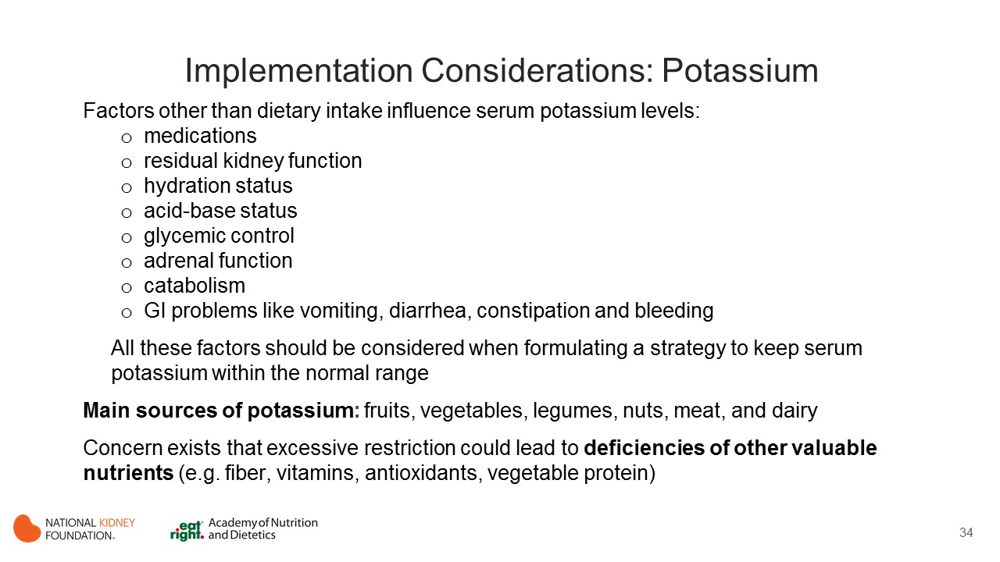 Implementation Considerations: Potassium
Factors other than dietary intake influence serum potassium levels:
o medications
o residual kidney function
o hydration status
o acid-base status
o glycemic control
o adrenal function
o catabolism
o GI problems like vomiting, diarrhea, constipation and bleeding
All these factors should be considered when formulating a strategy to keep serum
potassium within the normal range
Main sources of potassium: fruits, vegetables, legumes, nuts, meat, and dairy
Concern exists that excessive restriction could lead to deficiencies of other valuable
nutrients (e.g. fiber, vitamins, antioxidants, vegetable protein)
NATIONAL KIDNEY
FOUNDATION®
eat
right.
Academy of Nutrition
and Dietetics
34